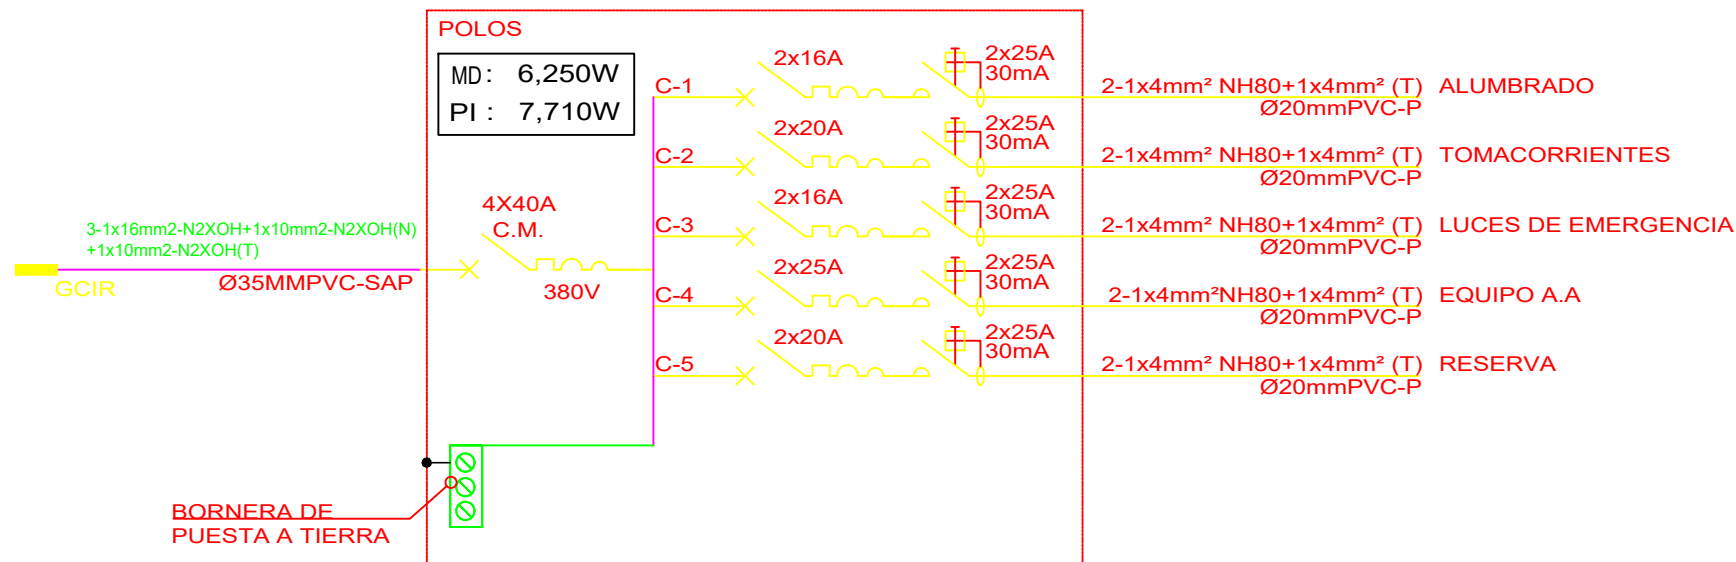 POLOS
MD: 6,250W
PI : 7,710W
C-1
2x16A
2x25A
30mA
2-1x4mm² NH80+1x4mm² (T) ALUMBRADO
Ø20mmPVC-P
C-2
2x20A
2x25A
30mA
2-1x4mm² NH80+1x4mm² (T) TOMACORRIENTES
Ø20mmPVC-P
C-3
2x16A
2x25A
30mA
2-1x4mm² NH80+1x4mm² (T) LUCES DE EMERGENCIA
Ø20mmPVC-P
C-4
2x25A
2x25A
30mA
2-1x4mm²NH80+1x4mm² (T) EQUIPO A.A
Ø20mmPVC-P
C-5
2x20A
2x25A
30mA
2-1x4mm² NH80+1x4mm² (T) RESERVA
Ø20mmPVC-P
4X40A
C.M.
380V
3-1x16mm2-N2XOH+1x10mm2-N2XOH(N)
+1x10mm2-N2XOH(T)
GCIR
Ø35MMPVC-SAP
BORNERA DE
PUESTA A TIERRA